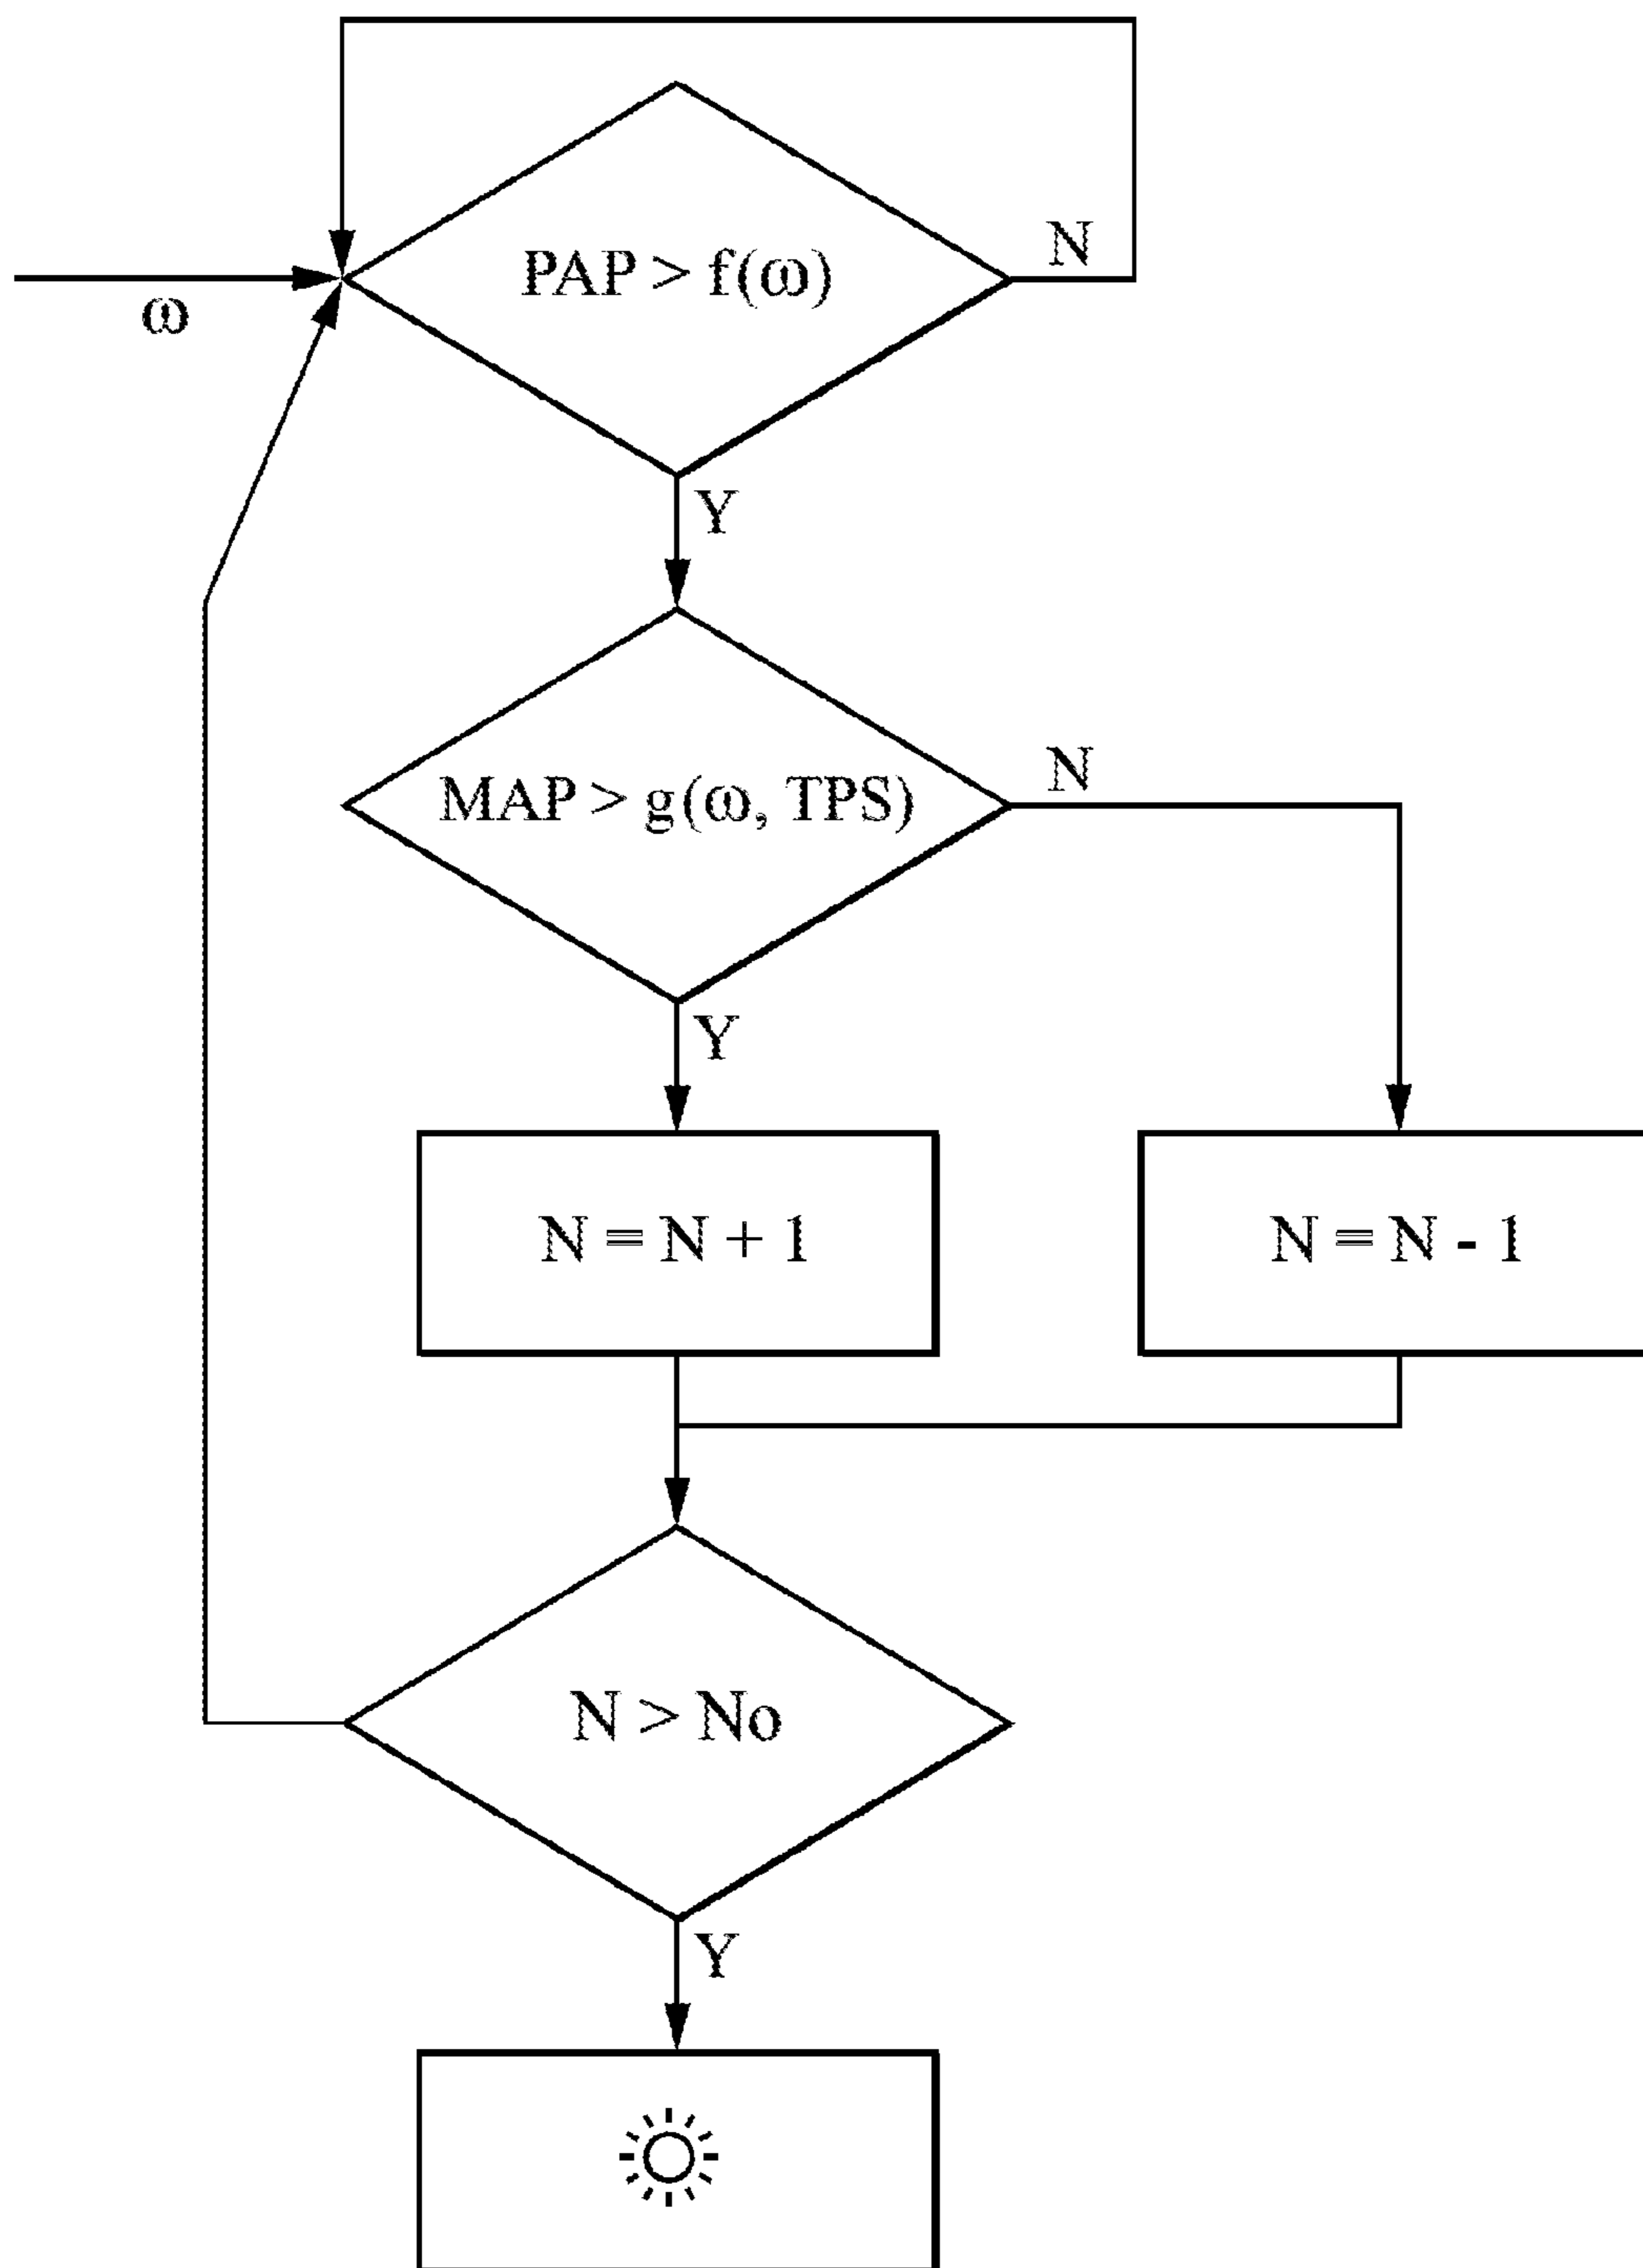 PAP > f(ω)
N
ω
Y
MAP > g(ω, TPS)
N
Y
N = N + 1
N = N - 1
N > No
Y